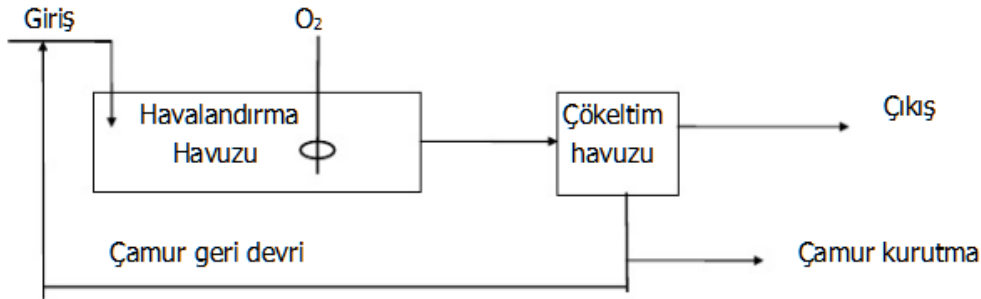 Giriş
O₂
Havalandırma
Havuzu
Çökeltim
havuzu
Çıkış
Çamur geri devri
Çamur kurutma